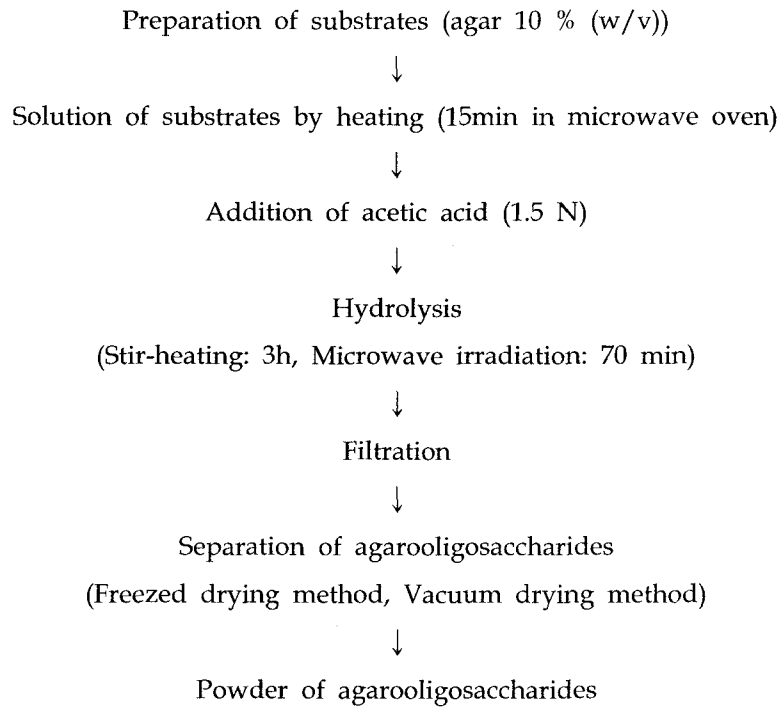 Preparation of substrates (agar 10 % (w/v))
↓
Solution of substrates by heating (15min in microwave oven)
↓
Addition of acetic acid (1.5 N)
↓
Hydrolysis
(Stir-heating: 3h, Microwave irradiation: 70 min)
↓
Filtration
↓
Separation of agarooligosaccharides
(Freezed drying method, Vacuum drying method)
↓
Powder of agarooligosaccharides